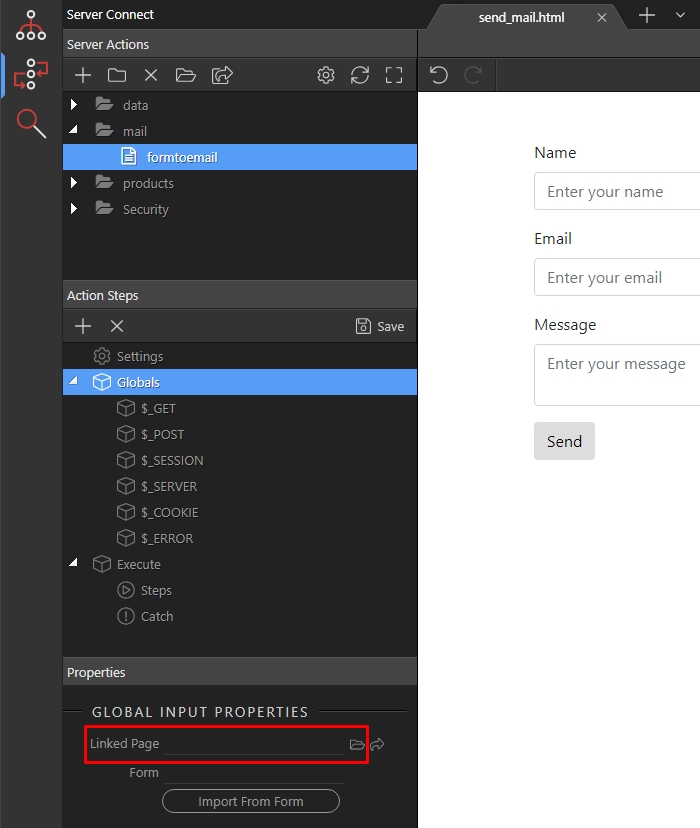 Server Connect
Server Actions
data
mail
formtoemail
products
Security
Action Steps
Save
Settings
Globals
$_GET
$_POST
$_SESSION
$_SERVER
$_COOKIE
$_ERROR
Execute
Steps
Catch
Properties
GLOBAL INPUT PROPERTIES
Linked Page
Form
Import From Form
send_mail.html
Name
Enter your name
Email
Enter your email
Message
Enter your message
Send